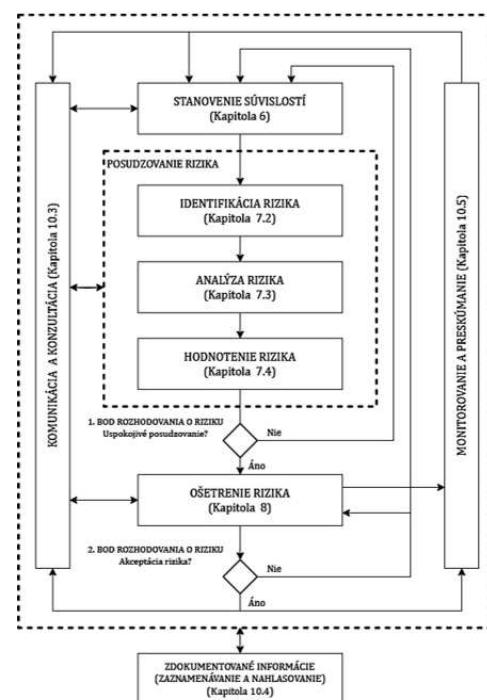 STANOVENIE SÚVISLOSTÍ
(Kapitola 6)
POSUDZOVANIE RIZIKA
IDENTIFIKÁCIA RIZIKA
(Kapitola 7.2)
ANALÝZA RIZIKA
(Kapitola 7.3)
HODNOTENIE RIZIKA
(Kapitola 7.4)
1. BOD ROZHODOVANIA O RIZIKU
Uspokojivé posudzovanie?
Nie
Áno
OŠETRENIE RIZIKA
(Kapitola 8)
2. BOD ROZHODOVANIA O RIZIKU
Akceptácia rizika?
Nie
Áno
KOMUNIKÁCIA A KONZULTÁCIA (Kapitola 10.3)
MONITOROVANIE A PRESKÚMANIE (Kapitola 10.5)
ZDOKUMENTOVANÉ INFORMÁCIE
(ZAZNAMENÁVANIE A NAHLASOVANIE)
(Kapitola 10.4)